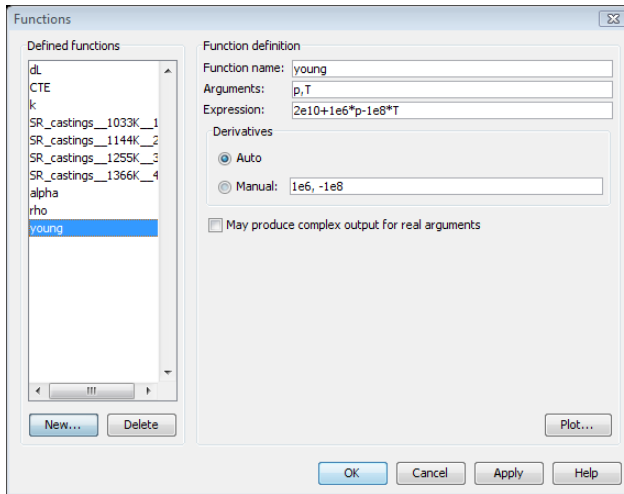 Functions
Defined functions
dL
CTE
k
SR_castings__1033K__1
SR_castings__1144K__2
SR_castings__1255K__3
SR_castings__1366K__4
alpha
rho
young
New...
Delete
Function definition
Function name: young
Arguments: p,T
Expression: 2e10+1e6*p-1e8*T
Derivatives
Auto
Manual: 1e6, -1e8
May produce complex output for real arguments
Plot...
OK
Cancel
Apply
Help